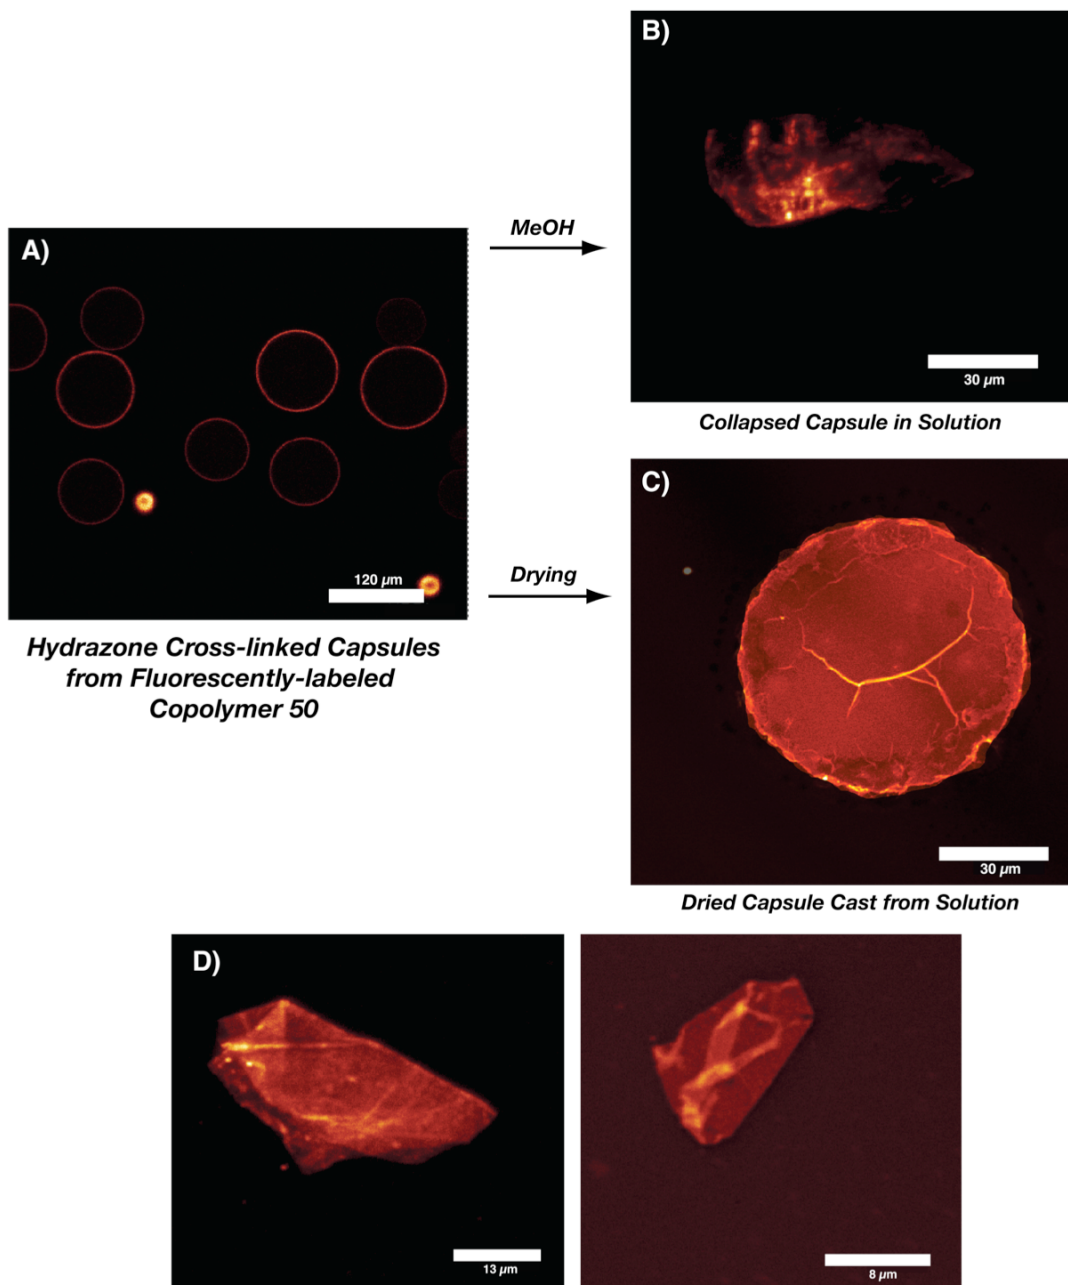 B)
MeOH
A)
30 µm
Collapsed Capsule in Solution
C)
Drying
120 µm
Hydrazone Cross-linked Capsules
from Fluorescently-labeled
Copolymer 50
30 µm
Dried Capsule Cast from Solution
D)
13 µm
8 µm